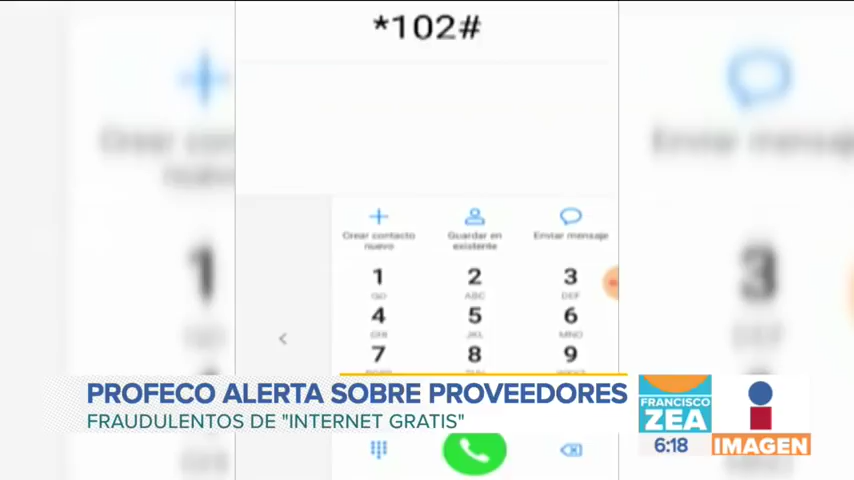 *102#
Crear contacto
nuevo
Guardar en
existente
Enviar mensaje
1
2
ABC
3
DEF
4
GHI
5
JKL
6
MNO
7
8
9
PROFECO ALERTA SOBRE PROVEEDORES
FRAUDULENTOS DE "INTERNET GRATIS"
FRANCISCO
ZEA
6:18
IMAGEN